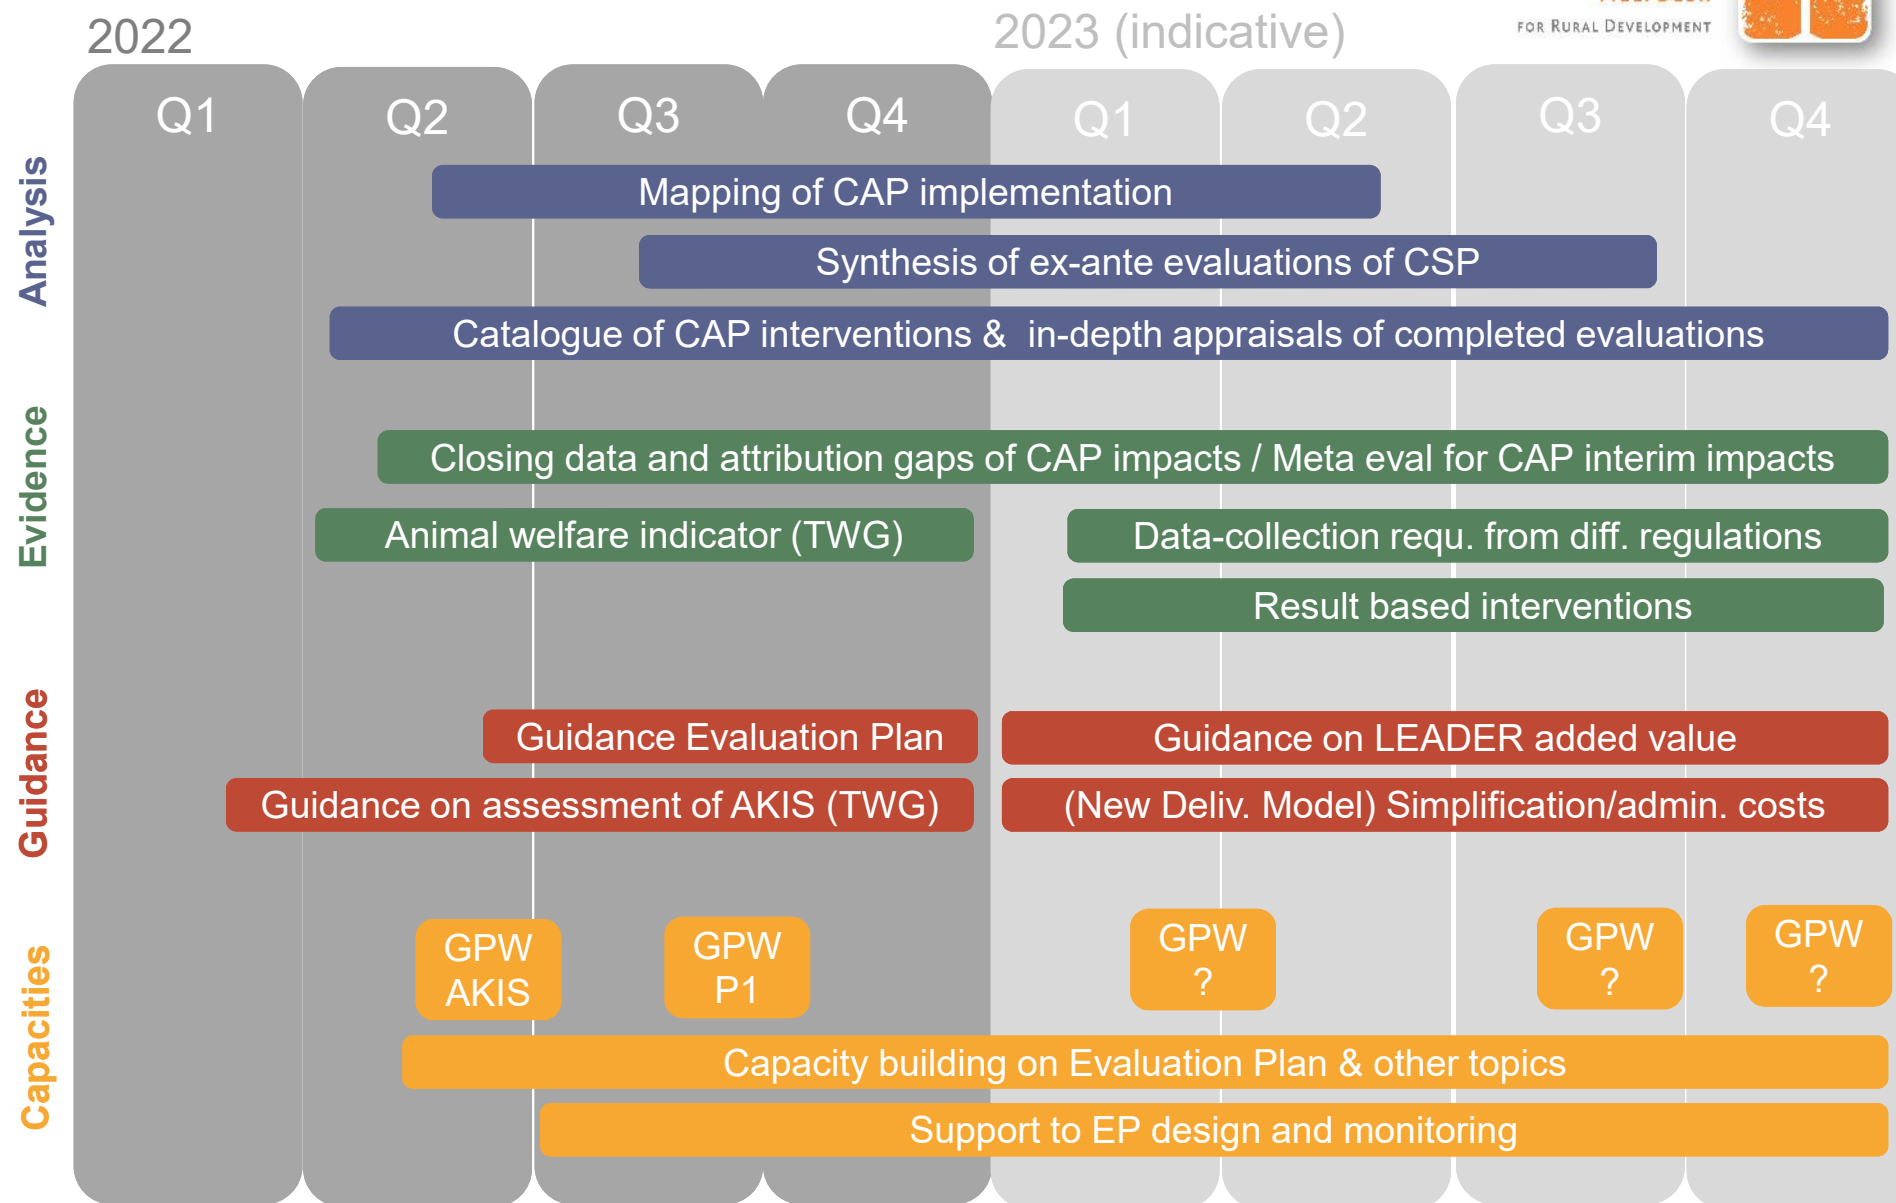 2022
2023 (indicative)
FOR RURAL DEVELOPMENT
Q1
Q2
Q3
Q4
Q1
Q2
Q3
Q4
Analysis
Mapping of CAP implementation
Synthesis of ex-ante evaluations of CSP
Catalogue of CAP interventions & in-depth appraisals of completed evaluations
Evidence
Closing data and attribution gaps of CAP impacts / Meta eval for CAP interim impacts
Animal welfare indicator (TWG)
Data-collection requ. from diff. regulations
Result based interventions
Guidance
Guidance Evaluation Plan
Guidance on LEADER added value
Guidance on assessment of AKIS (TWG)
(New Deliv. Model) Simplification/admin. costs
Capacities
GPW
AKIS
GPW
P1
GPW
?
GPW
?
GPW
?
Capacity building on Evaluation Plan & other topics
Support to EP design and monitoring